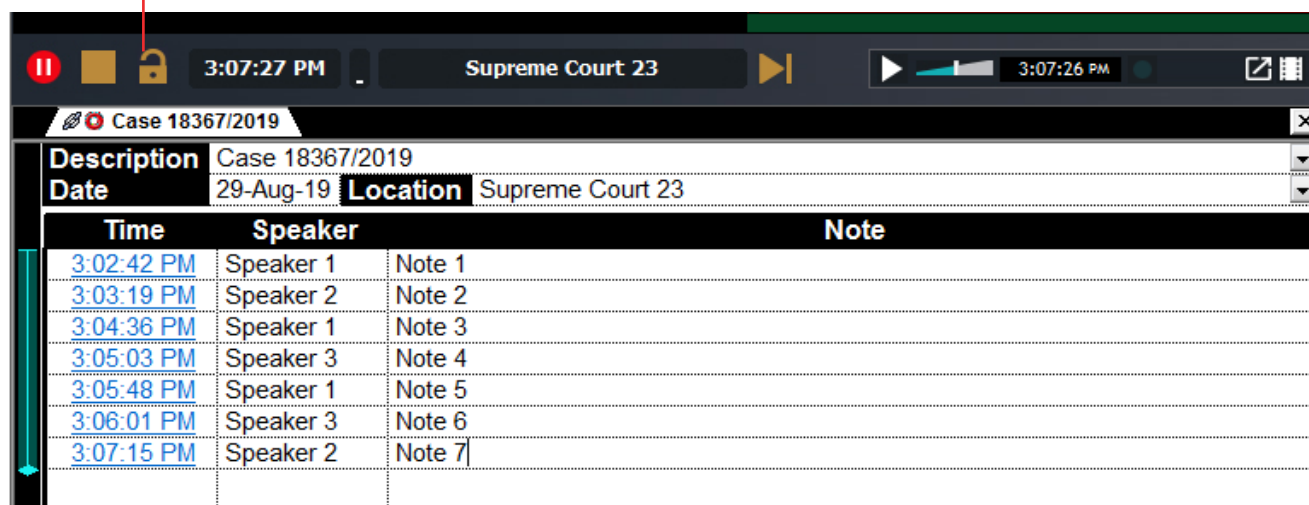 3:07:27 PM - Supreme Court 23 3:07:26 PM
Case 18367/2019
Description Case 18367/2019
Date 29-Aug-19 Location Supreme Court 23
Time Speaker Note
3:02:42 PM Speaker 1 Note 1
3:03:19 PM Speaker 2 Note 2
3:04:36 PM Speaker 1 Note 3
3:05:03 PM Speaker 3 Note 4
3:05:48 PM Speaker 1 Note 5
3:06:01 PM Speaker 3 Note 6
3:07:15 PM Speaker 2 Note 7